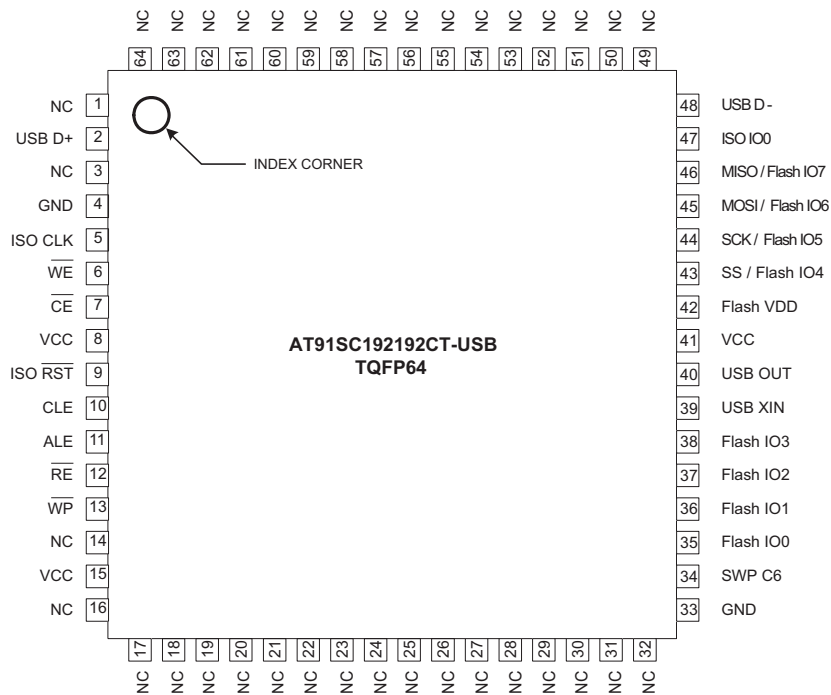 NC NC NC NC NC NC NC NC NC NC NC NC NC NC NC NC
64 63 62 61 60 59 58 57 56 55 54 53 52 51 50 49
NC 1
USB D+ 2
NC 3
GND 4
ISO CLK 5
WE 6
CE 7
VCC 8
ISO RST 9
CLE 10
ALE 11
RE 12
WP 13
NC 14
VCC 15
NC 16
INDEX CORNER
AT91SC192192CT-USB
TQFP64
48 USB D-
47 ISO IO0
46 MISO / Flash IO7
45 MOSI / Flash IO6
44 SCK / Flash IO5
43 SS / Flash IO4
42 Flash VDD
41 VCC
40 USB OUT
39 USB XIN
38 Flash IO3
37 Flash IO2
36 Flash IO1
35 Flash IO0
34 SWP C6
33 GND
17 18 19 20 21 22 23 24 25 26 27 28 29 30 31 32
NC NC NC NC NC NC NC NC NC NC NC NC NC NC NC NC